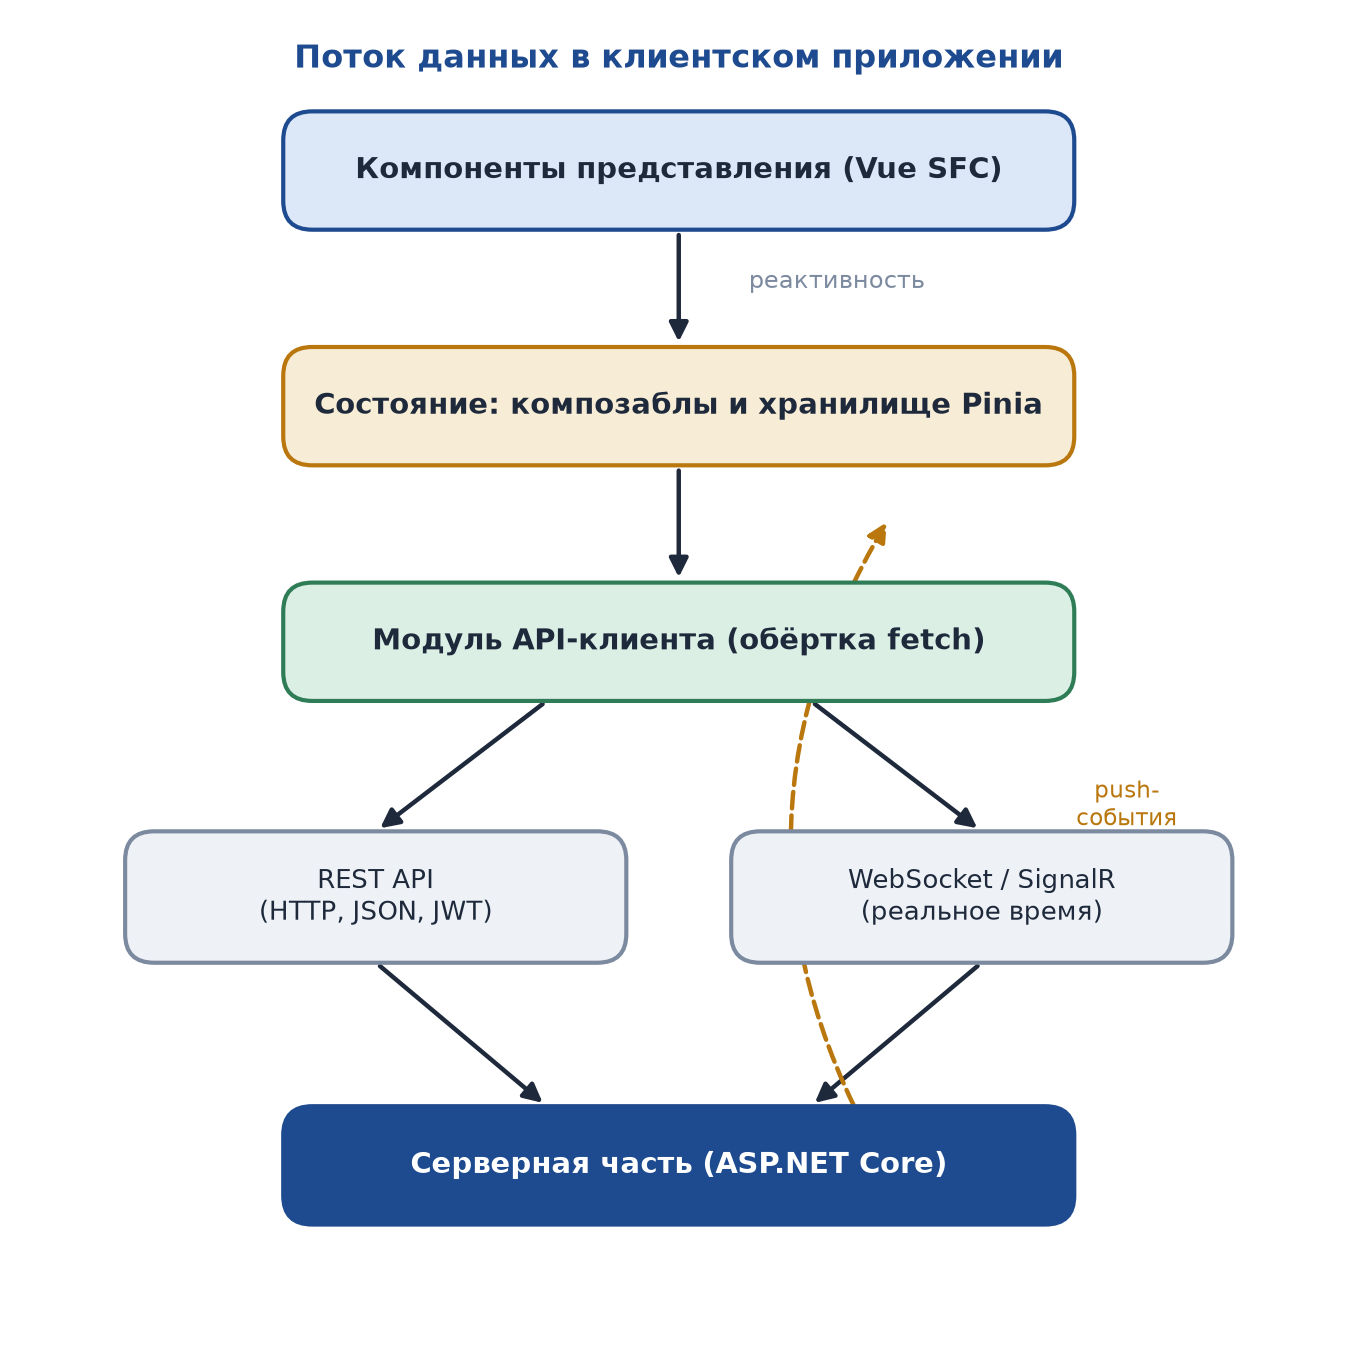 Поток данных в клиентском приложении
Компоненты представления (Vue SFC)
реактивность
Состояние: композаблы и хранилище Pinia
Модуль API-клиента (обёртка fetch)
push-
события
REST API
(HTTP, JSON, JWT)
WebSocket / SignalR
(реальное время)
Серверная часть (ASP.NET Core)